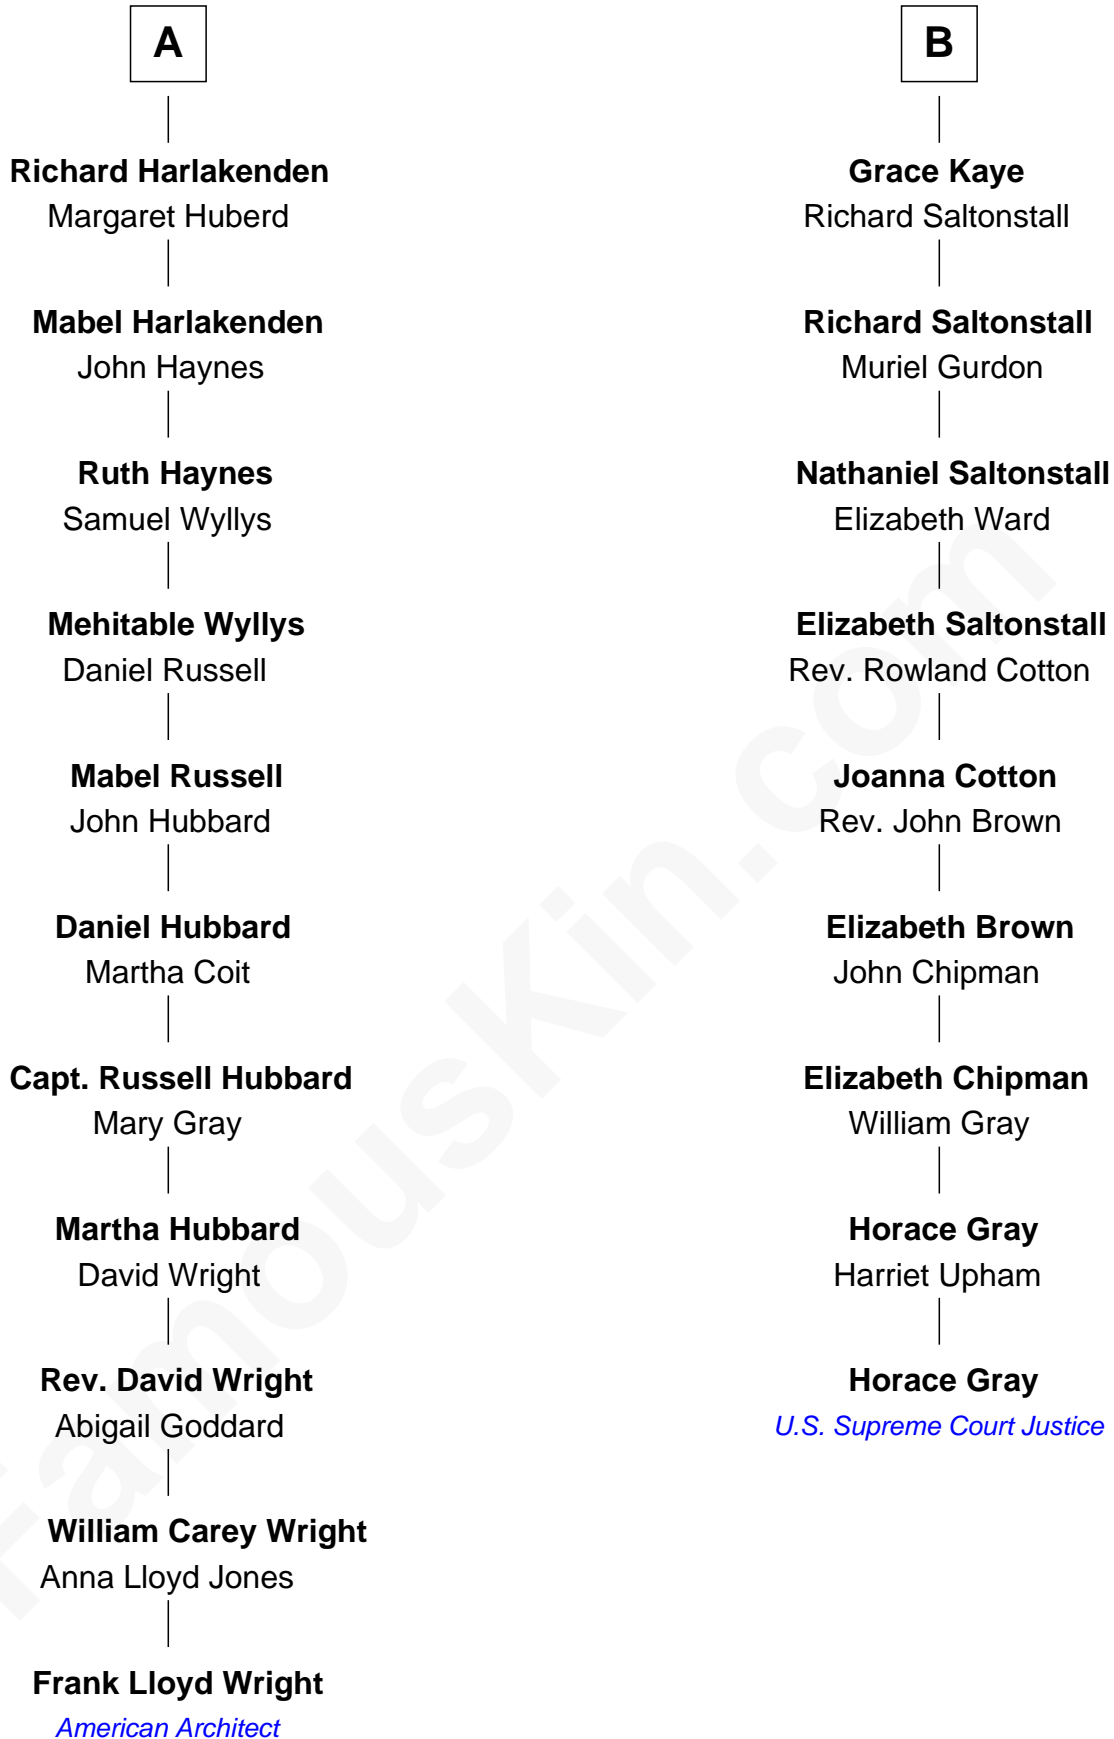 A
Richard Harlakenden
Margaret Huberd
Mabel Harlakenden
John Haynes
Ruth Haynes
Samuel Wyllys
Mehitable Wyllys
Daniel Russell
Mabel Russell
John Hubbard
Daniel Hubbard
Martha Coit
Capt. Russell Hubbard
Mary Gray
Martha Hubbard
David Wright
Rev. David Wright
Abigail Goddard
William Carey Wright
Anna Lloyd Jones
Frank Lloyd Wright
American Architect
B
Grace Kaye
Richard Saltonstall
Richard Saltonstall
Muriel Gurdon
Nathaniel Saltonstall
Elizabeth Ward
Elizabeth Saltonstall
Rev. Rowland Cotton
Joanna Cotton
Rev. John Brown
Elizabeth Brown
John Chipman
Elizabeth Chipman
William Gray
Horace Gray
Harriet Upham
Horace Gray
U.S. Supreme Court Justice
FamousKin.com